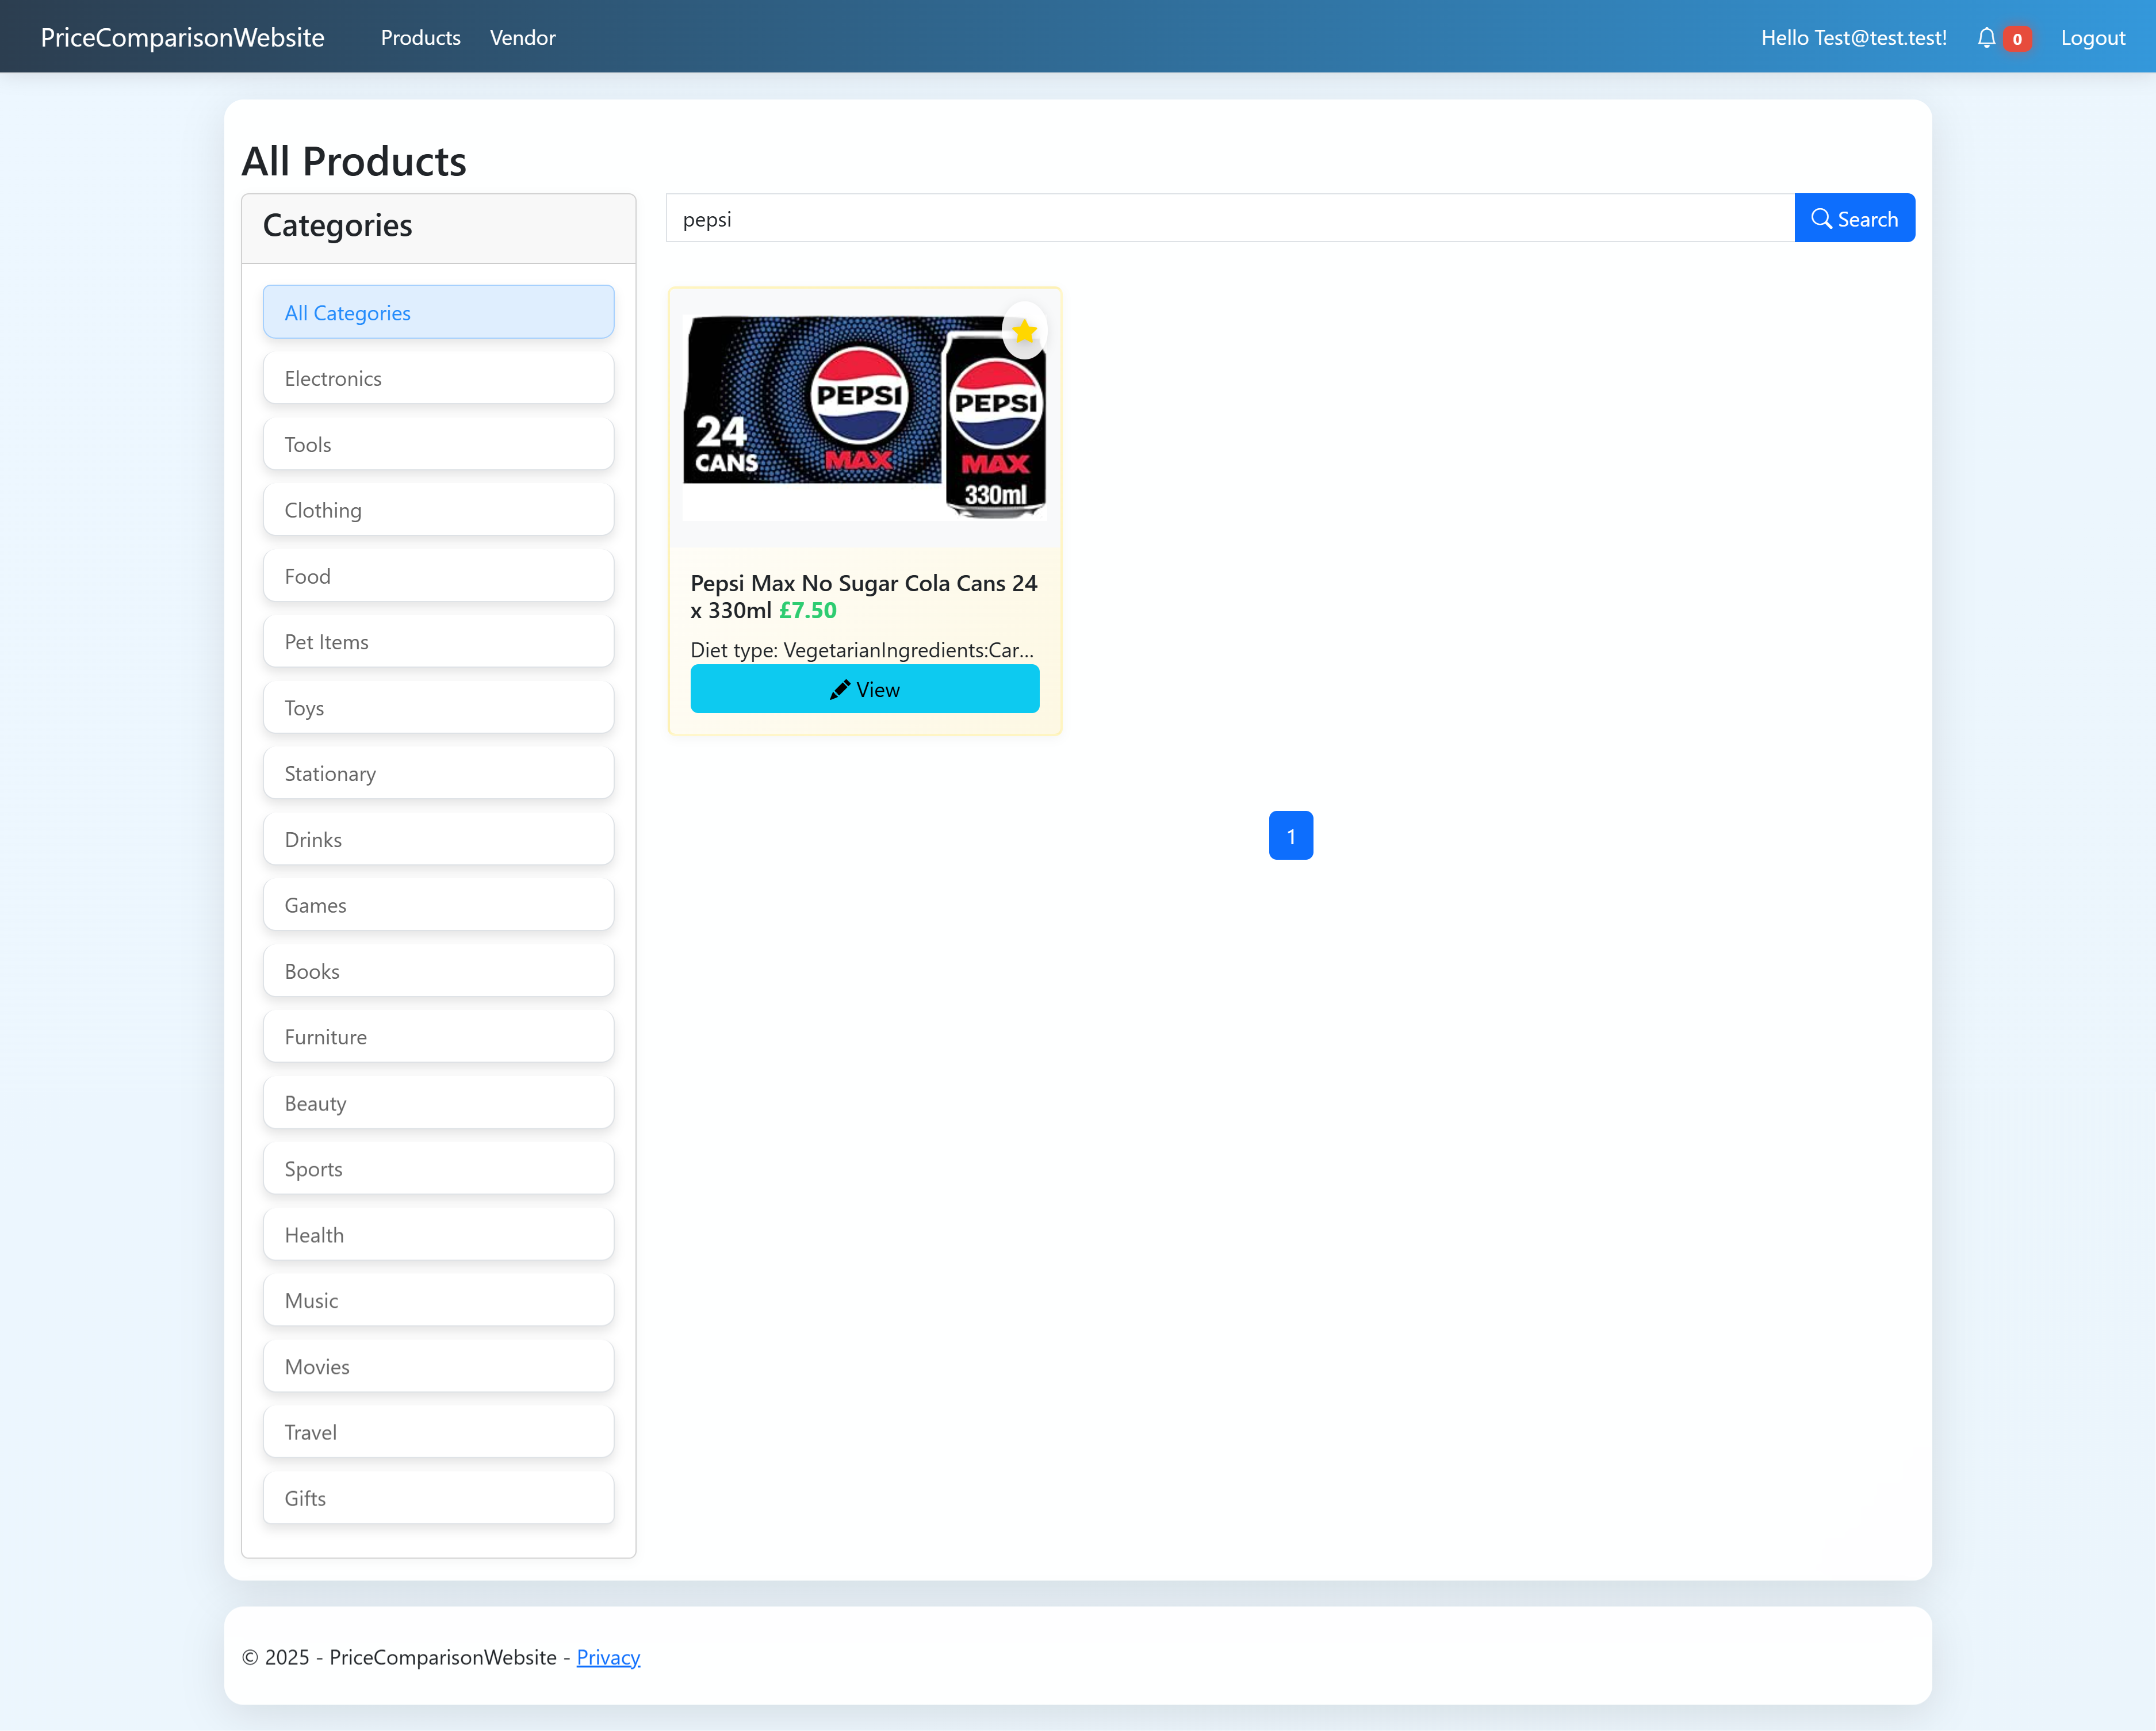 PriceComparisonWebsite
Products
Vendor
Hello Test@test.test!
0
Logout
All Products
Categories
All Categories
Electronics
Tools
Clothing
Food
Pet Items
Toys
Stationary
Drinks
Games
Books
Furniture
Beauty
Sports
Health
Music
Movies
Travel
Gifts
pepsi
Search
24
CANS
PEPSI
MAX
PEPSI
MAX
330ml
Pepsi Max No Sugar Cola Cans 24
x 330ml £7.50
Diet type: VegetarianIngredients:Car...
View
1
© 2025 - PriceComparisonWebsite - Privacy